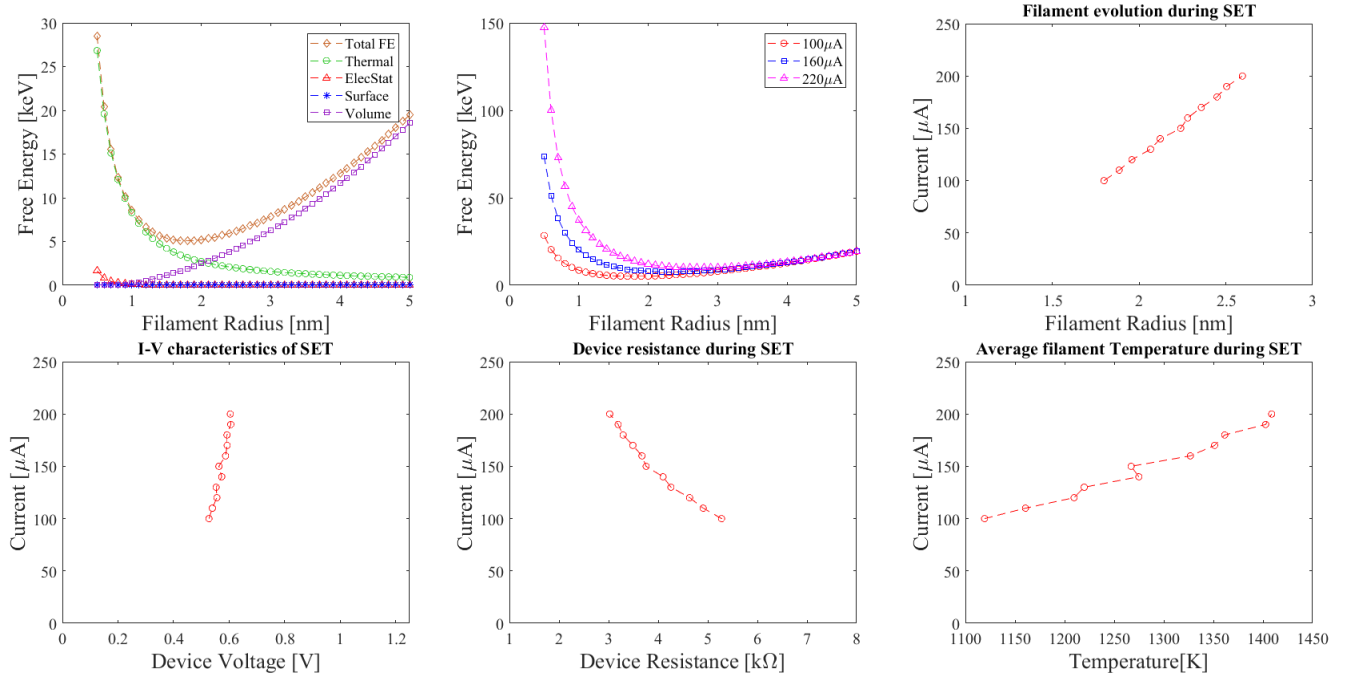 Free Energy [keV]
30
25
20
15
10
5
0
Total FE
Thermal
ElecStat
Surface
Volume
0 1 2 3 4 5
Filament Radius [nm]
Free Energy [keV]
150
100
50
0
100μA
160μA
220μA
0 1 2 3 4 5
Filament Radius [nm]
Filament evolution during SET
Current [μA]
250
200
150
100
50
0
1 1.5 2 2.5 3
Filament Radius [nm]
I-V characteristics of SET
Current [μA]
250
200
150
100
50
0
0 0.2 0.4 0.6 0.8 1 1.2
Device Voltage [V]
Device resistance during SET
Current [μA]
250
200
150
100
50
0
1 2 3 4 5 6 7 8
Device Resistance [kΩ]
Average filament Temperature during SET
Current [μA]
250
200
150
100
50
0
1100 1150 1200 1250 1300 1350 1400 1450
Temperature[K]